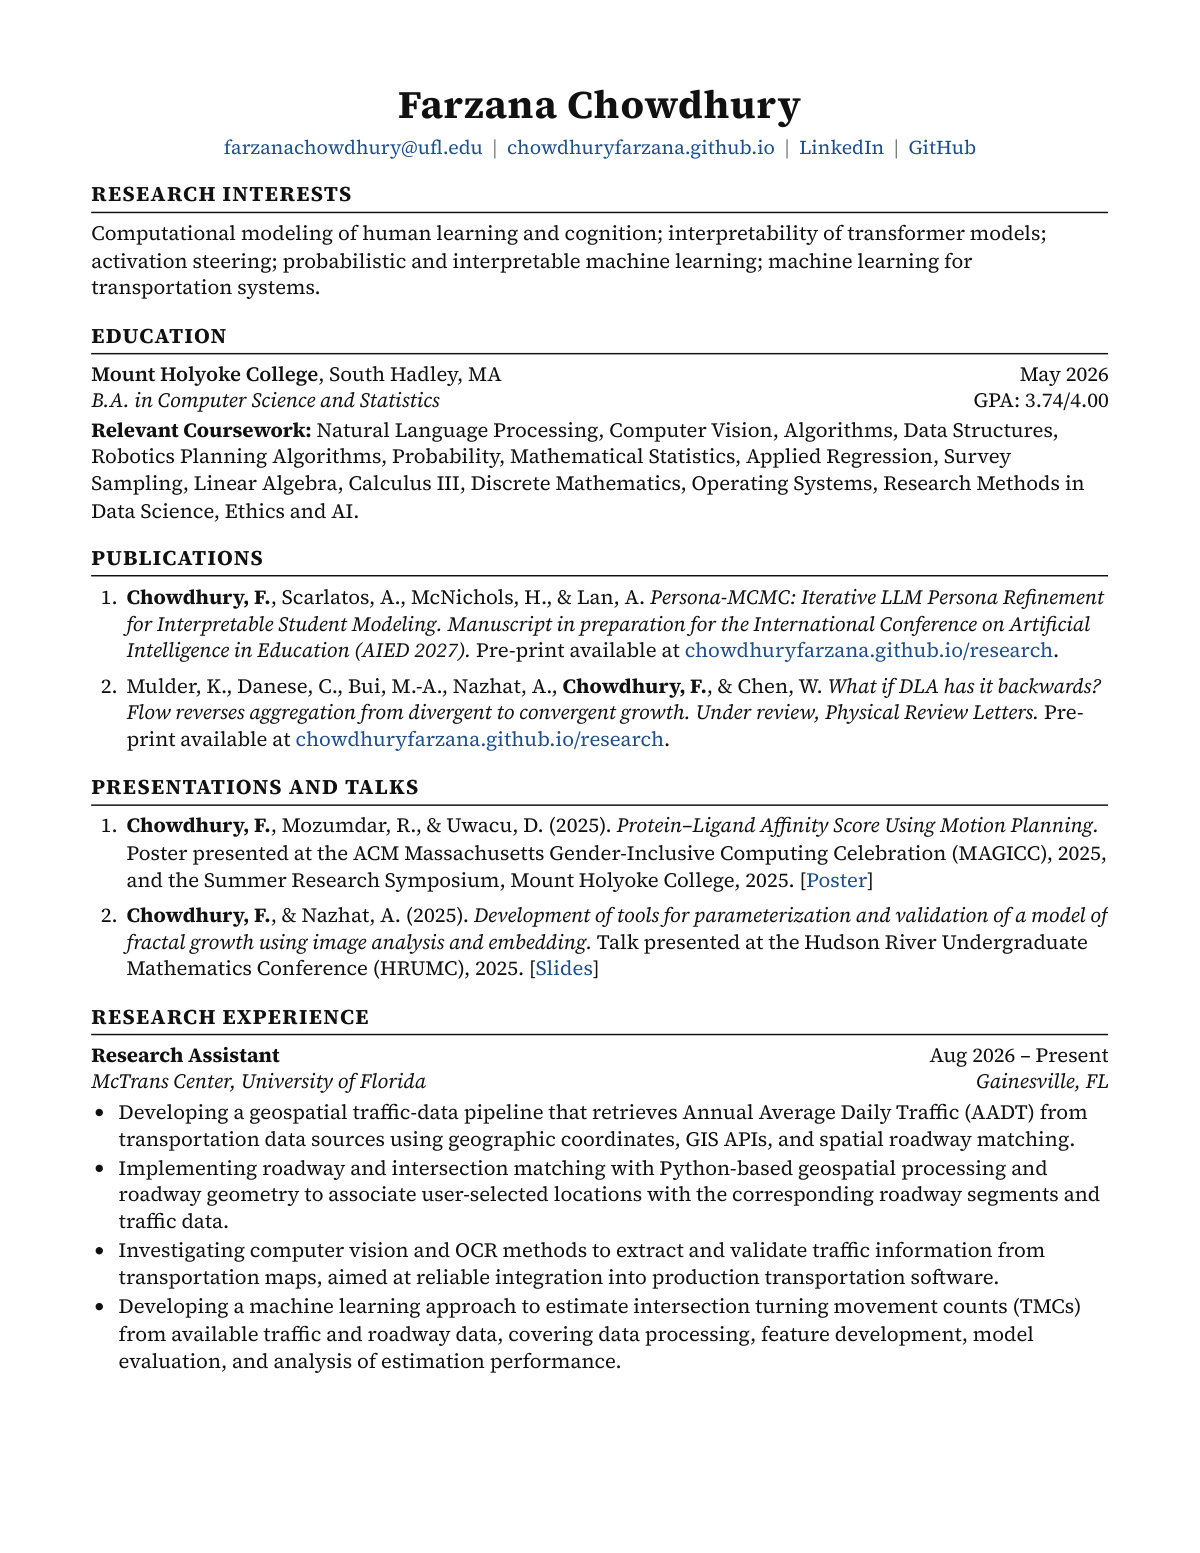 Farzana Chowdhury
farzanachowdhury@ufl.edu | chowdhuryfarzana.github.io | LinkedIn | GitHub
RESEARCH INTERESTS
Computational modeling of human learning and cognition; interpretability of transformer models;
activation steering; probabilistic and interpretable machine learning; machine learning for
transportation systems.
EDUCATION
Mount Holyoke College, South Hadley, MA May 2026
B.A. in Computer Science and Statistics GPA: 3.74/4.00
Relevant Coursework: Natural Language Processing, Computer Vision, Algorithms, Data Structures,
Robotics Planning Algorithms, Probability, Mathematical Statistics, Applied Regression, Survey
Sampling, Linear Algebra, Calculus III, Discrete Mathematics, Operating Systems, Research Methods in
Data Science, Ethics and AI.
PUBLICATIONS
1. Chowdhury, F., Scarlatos, A., McNichols, H., & Lan, A. Persona-MCMC: Iterative LLM Persona Refinement
for Interpretable Student Modeling. Manuscript in preparation for the International Conference on Artificial
Intelligence in Education (AIED 2027). Pre-print available at chowdhuryfarzana.github.io/research.
2. Mulder, K., Danese, C., Bui, M.-A., Nazhat, A., Chowdhury, F., & Chen, W. What if DLA has it backwards?
Flow reverses aggregation from divergent to convergent growth. Under review, Physical Review Letters. Pre-
print available at chowdhuryfarzana.github.io/research.
PRESENTATIONS AND TALKS
1. Chowdhury, F., Mozumdar, R., & Uwacu, D. (2025). Protein–Ligand Affinity Score Using Motion Planning.
Poster presented at the ACM Massachusetts Gender-Inclusive Computing Celebration (MAGICC), 2025,
and the Summer Research Symposium, Mount Holyoke College, 2025. [Poster]
2. Chowdhury, F., & Nazhat, A. (2025). Development of tools for parameterization and validation of a model of
fractal growth using image analysis and embedding. Talk presented at the Hudson River Undergraduate
Mathematics Conference (HRUMC), 2025. [Slides]
RESEARCH EXPERIENCE
Research Assistant Aug 2026 – Present
McTrans Center, University of Florida Gainesville, FL
• Developing a geospatial traffic-data pipeline that retrieves Annual Average Daily Traffic (AADT) from
transportation data sources using geographic coordinates, GIS APIs, and spatial roadway matching.
• Implementing roadway and intersection matching with Python-based geospatial processing and
roadway geometry to associate user-selected locations with the corresponding roadway segments and
traffic data.
• Investigating computer vision and OCR methods to extract and validate traffic information from
transportation maps, aimed at reliable integration into production transportation software.
• Developing a machine learning approach to estimate intersection turning movement counts (TMCs)
from available traffic and roadway data, covering data processing, feature development, model
evaluation, and analysis of estimation performance.